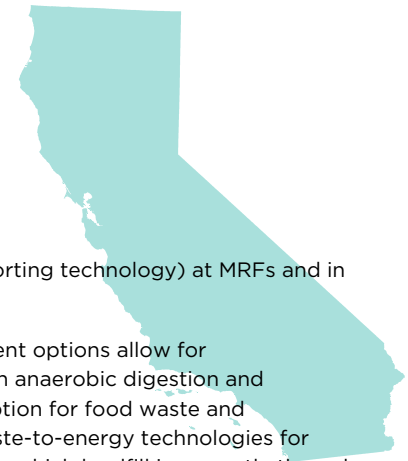 orting technology) at MRFs and in
ent options allow for
n anaerobic digestion and
otion for food waste and
ste-to-energy technologies for